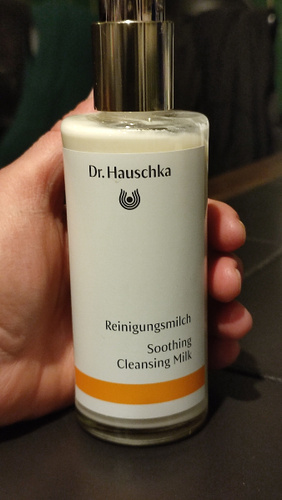 Dr. Hauschka
Reinigungsmilch
Soothing
Cleansing Milk